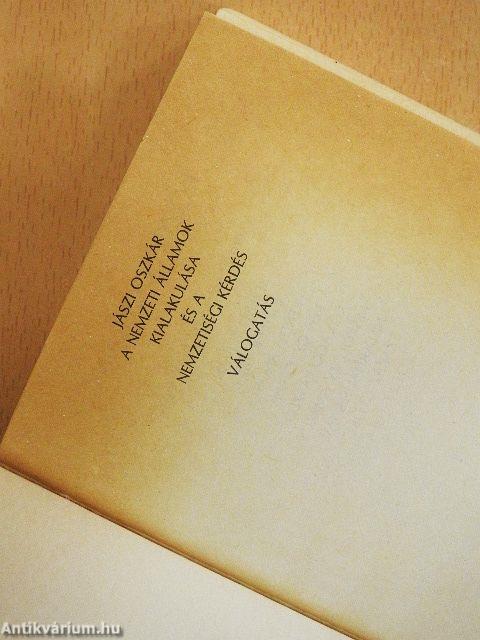 JÁSZI OSZKÁR
A NEMZETI ÁLLAMOK
KIALAKULÁSA
ÉS A
NEMZETISÉGI KÉRDÉS
VÁLOGATÁS
Antikvárium.hu